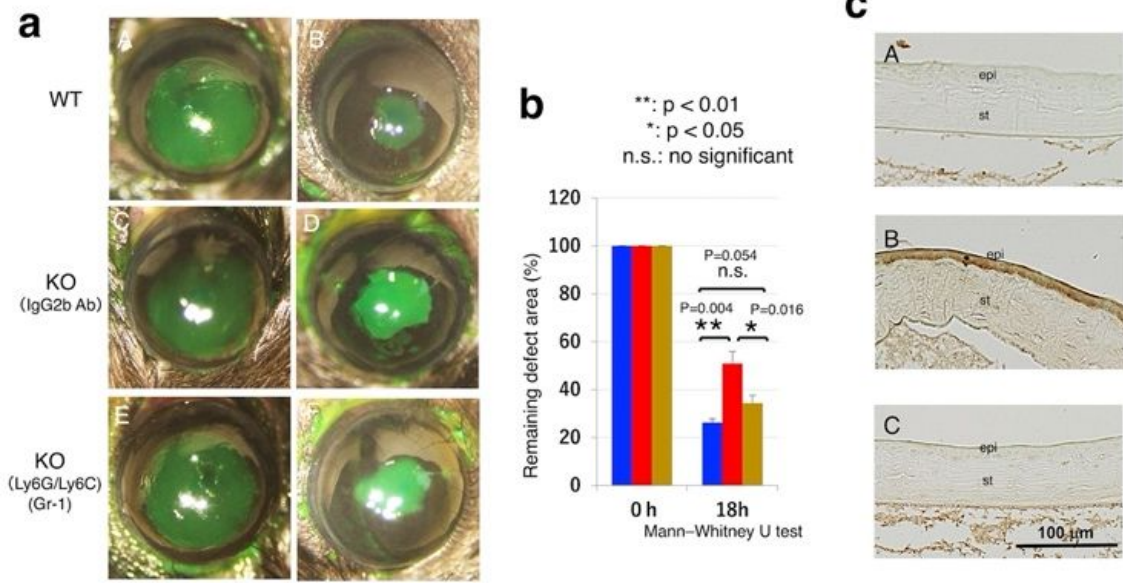 a
WT
A
B
KO
(IgG2b Ab)
C
D
KO
(Ly6G/Ly6C)
(Gr-1)
E
b
**: p < 0.01
*: p < 0.05
n.s.: no significant
Remaining defect area (%)
120
100
80
60
40
20
0
P=0.054
n.s.
P=0.004
P=0.016
**
*
0 h
18h
Mann–Whitney U test
c
A
epi
st
B
epi
st
C
epi
st
100 µm